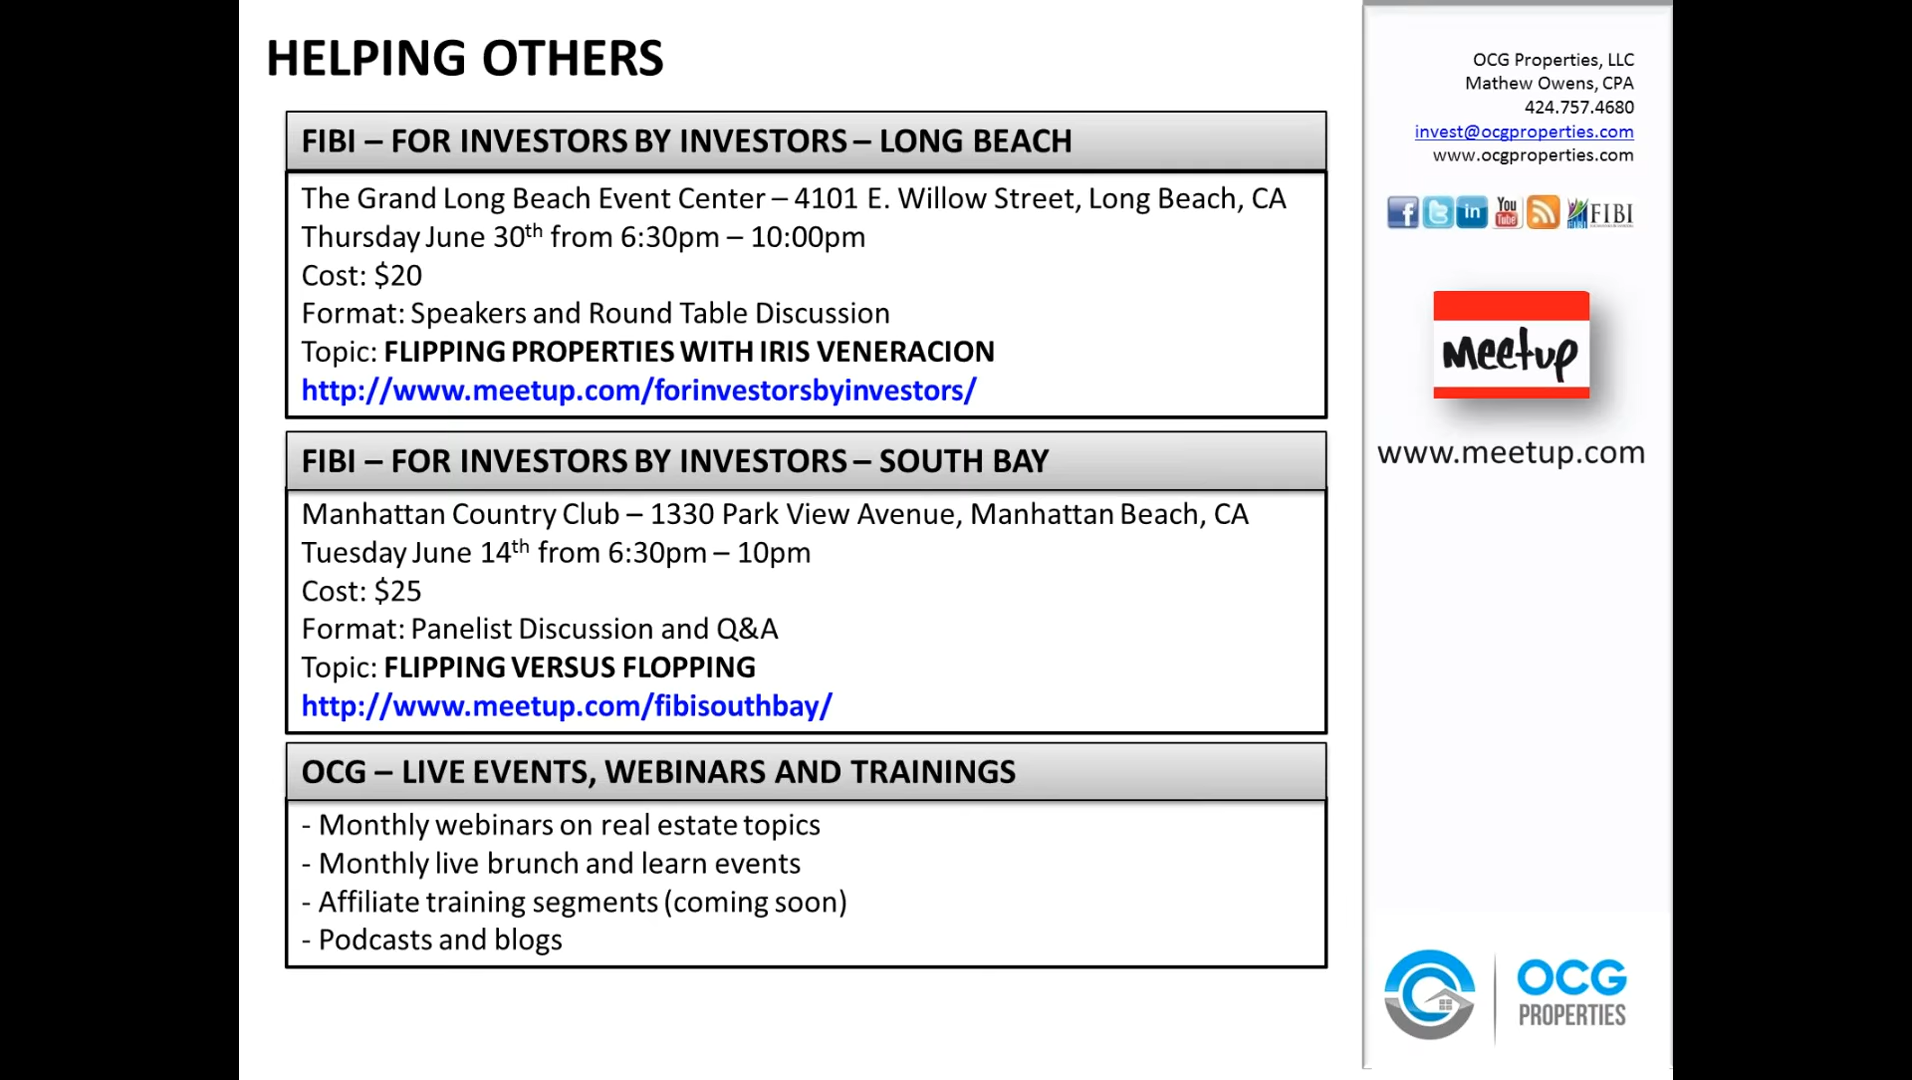 HELPING OTHERS
FIBI – FOR INVESTORS BY INVESTORS – LONG BEACH
The Grand Long Beach Event Center – 4101 E. Willow Street, Long Beach, CA
Thursday June 30th from 6:30pm – 10:00pm
Cost: $20
Format: Speakers and Round Table Discussion
Topic: FLIPPING PROPERTIES WITH IRIS VENERACION
http://www.meetup.com/forinvestorsbyinvestors/
FIBI – FOR INVESTORS BY INVESTORS – SOUTH BAY
Manhattan Country Club – 1330 Park View Avenue, Manhattan Beach, CA
Tuesday June 14th from 6:30pm – 10pm
Cost: $25
Format: Panelist Discussion and Q&A
Topic: FLIPPING VERSUS FLOPPING
http://www.meetup.com/fibisouthbay/
OCG – LIVE EVENTS, WEBINARS AND TRAININGS
- Monthly webinars on real estate topics
- Monthly live brunch and learn events
- Affiliate training segments (coming soon)
- Podcasts and blogs
OCG Properties, LLC
Mathew Owens, CPA
424.757.4680
invest@ocgproperties.com
www.ocgproperties.com
f t in You Tube FIBI FIBI
Meetup
www.meetup.com
OCG
PROPERTIES